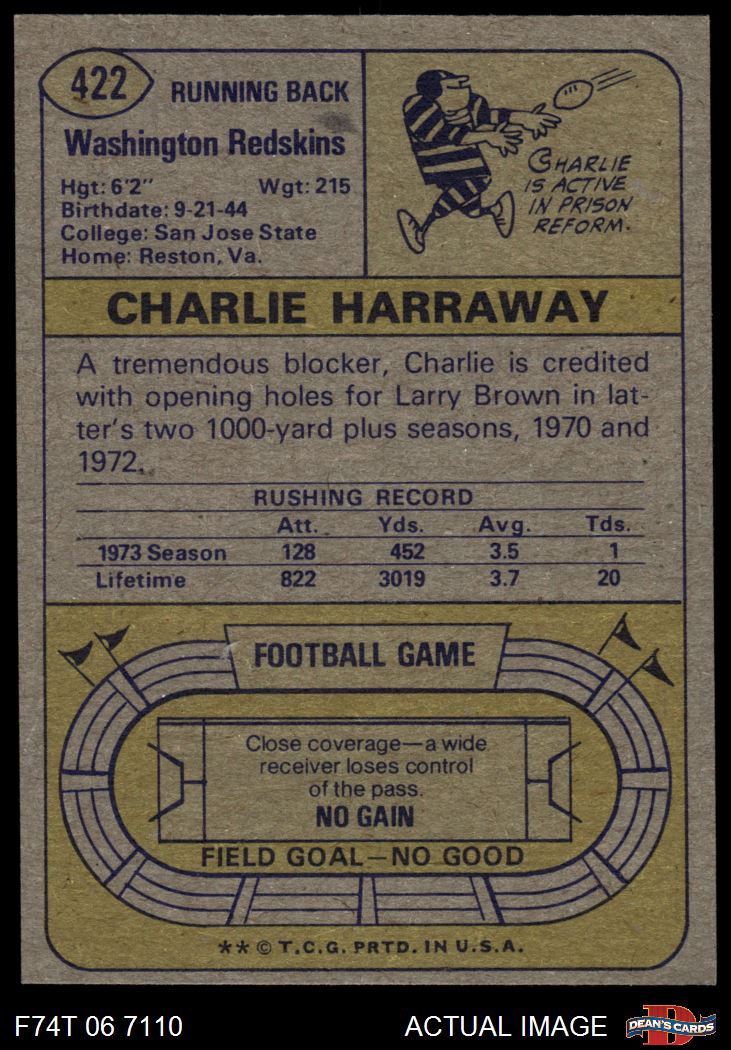 422
RUNNING BACK
Washington Redskins
Hgt: 6'2" Wgt: 215
Birthdate: 9-21-44
College: San Jose State
Home: Reston, Va.
CHARLIE
IS ACTIVE
IN PRISON
REFORM.
CHARLIE HARRAWAY
A tremendous blocker, Charlie is credited
with opening holes for Larry Brown in lat-
ter's two 1000-yard plus seasons, 1970 and
1972.
RUSHING RECORD
Att. Yds. Avg. Tds.
1973 Season 128 452 3.5 1
Lifetime 822 3019 3.7 20
FOOTBALL GAME
Close coverage—a wide
receiver loses control
of the pass.
NO GAIN
FIELD GOAL—NO GOOD
** © T.C.G. PRTD. IN U.S.A.
F74T 06 7110 ACTUAL IMAGE
D
DEAN'S CARDS